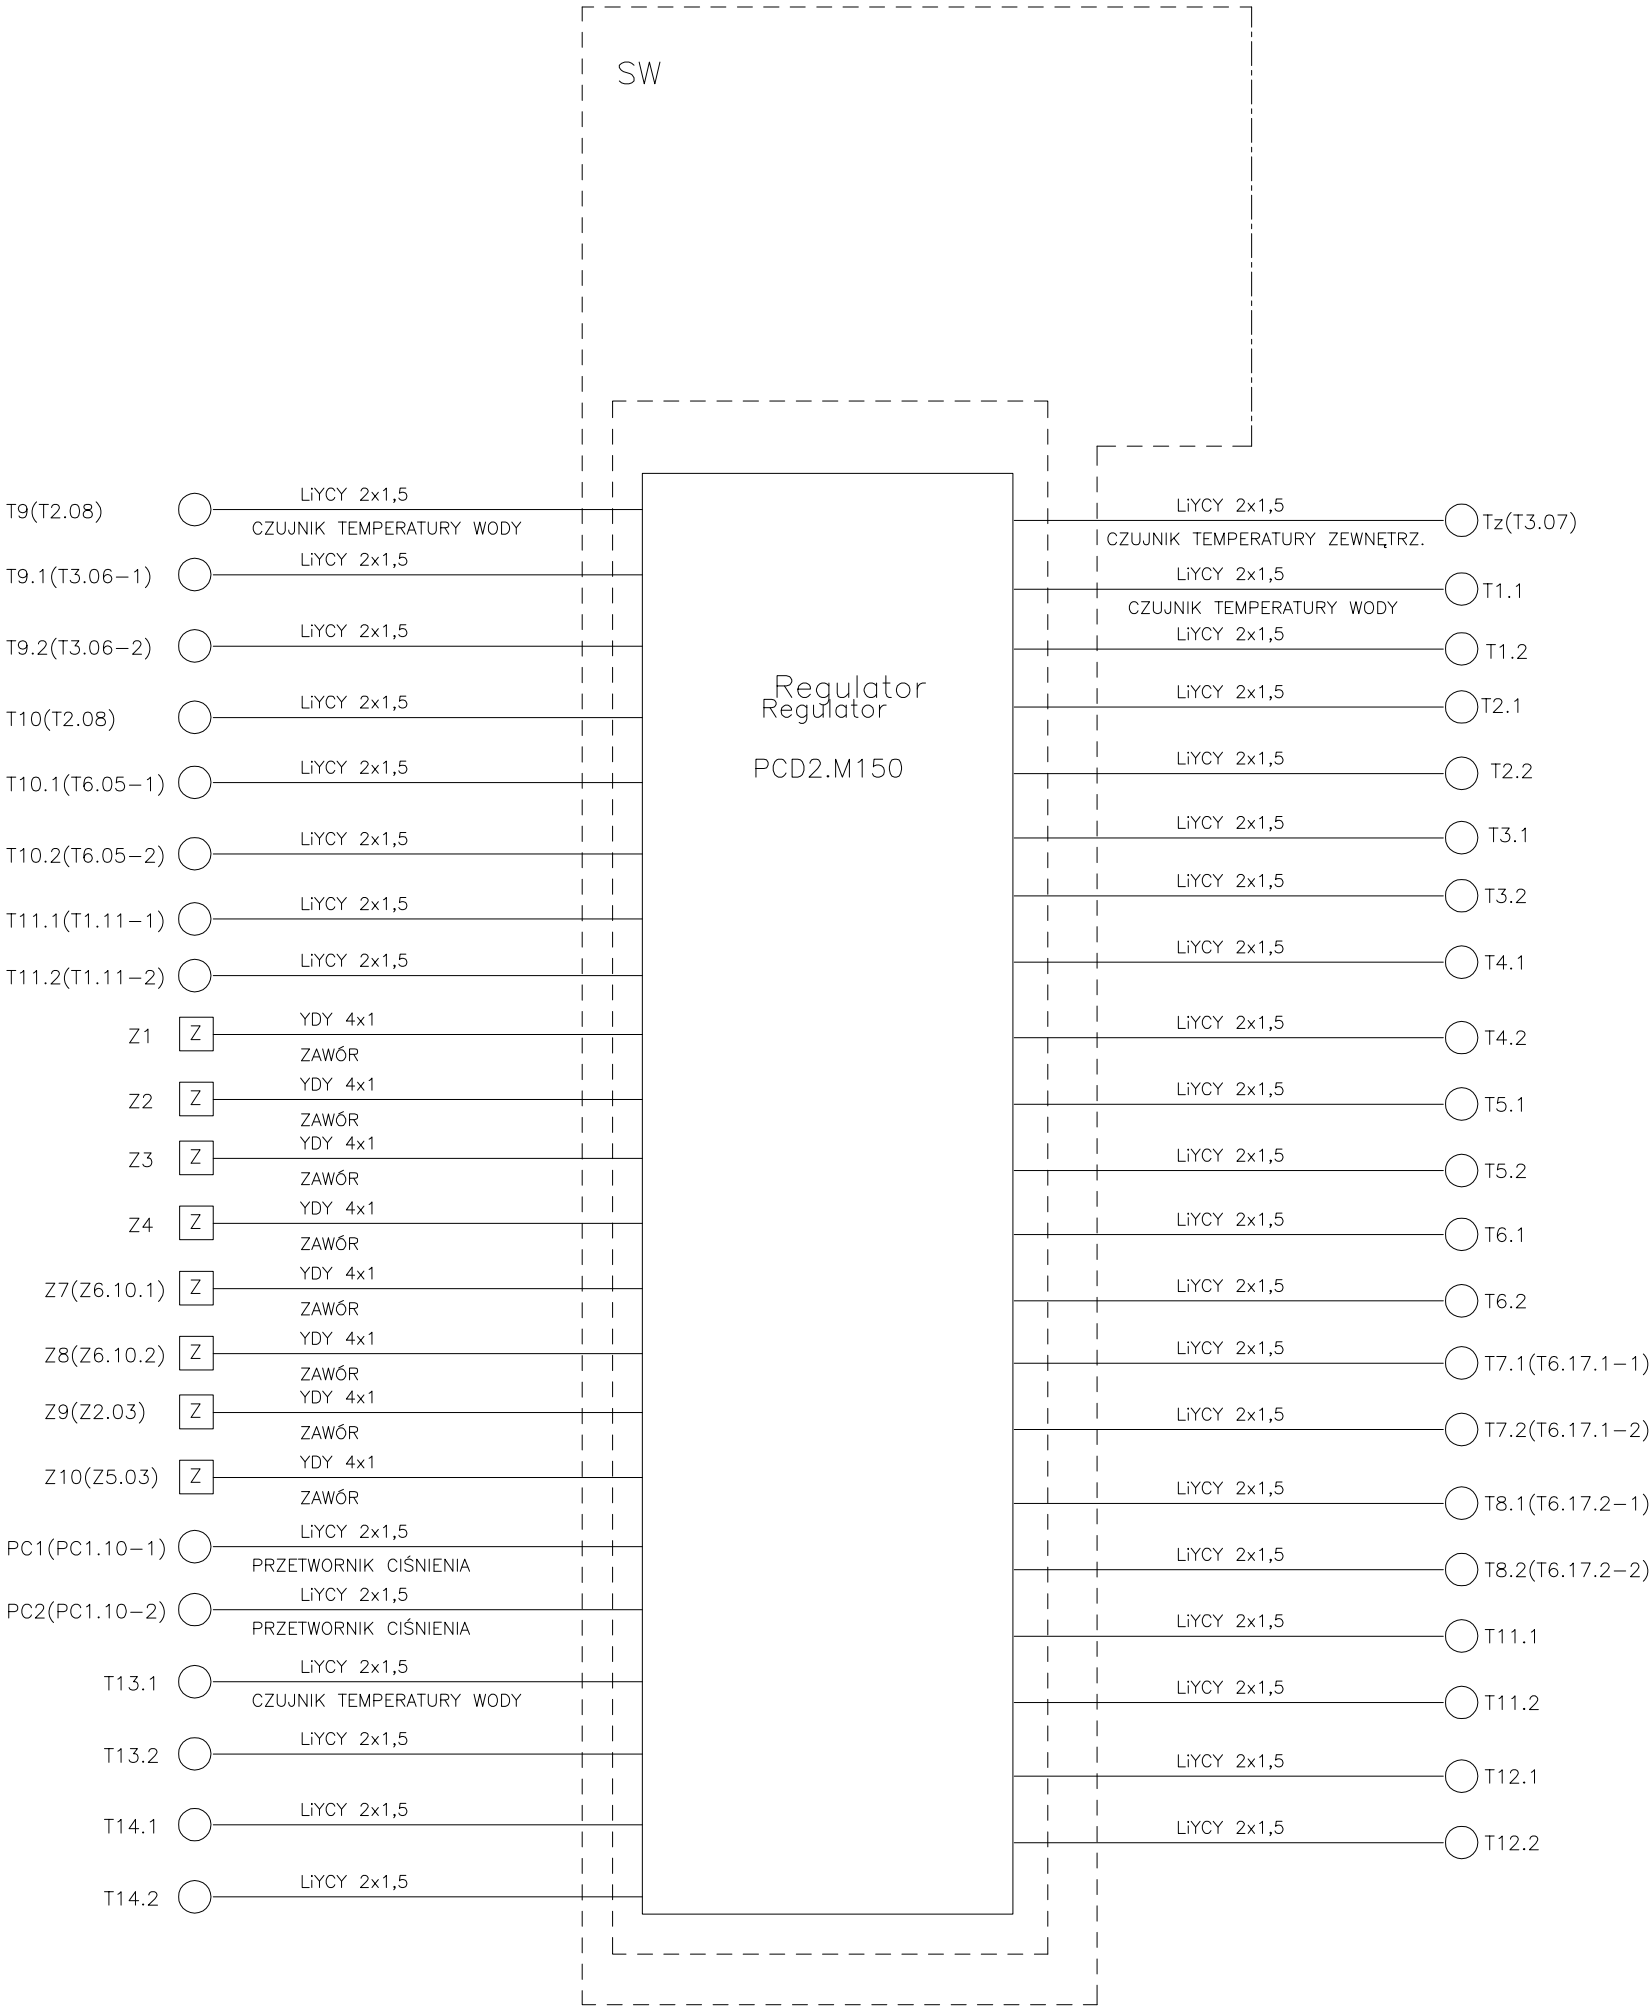 SW
Regulator
Regulator
PCD2.M150
T9(T2.08)
LiYCY 2x1,5
CZUJNIK TEMPERATURY WODY
T9.1(T3.06-1)
LiYCY 2x1,5
T9.2(T3.06-2)
LiYCY 2x1,5
T10(T2.08)
LiYCY 2x1,5
T10.1(T6.05-1)
LiYCY 2x1,5
T10.2(T6.05-2)
LiYCY 2x1,5
T11.1(T1.11-1)
LiYCY 2x1,5
T11.2(T1.11-2)
LiYCY 2x1,5
Z1 Z
YDY 4x1
ZAWÓR
Z2 Z
YDY 4x1
ZAWÓR
Z3 Z
YDY 4x1
ZAWÓR
Z4 Z
YDY 4x1
ZAWÓR
Z7(Z6.10.1) Z
YDY 4x1
ZAWÓR
Z8(Z6.10.2) Z
YDY 4x1
ZAWÓR
Z9(Z2.03) Z
YDY 4x1
ZAWÓR
Z10(Z5.03) Z
YDY 4x1
ZAWÓR
PC1(PC1.10-1)
LiYCY 2x1,5
PRZETWORNIK CIŚNIENIA
PC2(PC1.10-2)
LiYCY 2x1,5
PRZETWORNIK CIŚNIENIA
T13.1
LiYCY 2x1,5
CZUJNIK TEMPERATURY WODY
T13.2
LiYCY 2x1,5
T14.1
LiYCY 2x1,5
T14.2
LiYCY 2x1,5
LiYCY 2x1,5
Tz(T3.07)
CZUJNIK TEMPERATURY ZEWNĘTRZ.
LiYCY 2x1,5
T1.1
CZUJNIK TEMPERATURY WODY
LiYCY 2x1,5
T1.2
LiYCY 2x1,5
T2.1
LiYCY 2x1,5
T2.2
LiYCY 2x1,5
T3.1
LiYCY 2x1,5
T3.2
LiYCY 2x1,5
T4.1
LiYCY 2x1,5
T4.2
LiYCY 2x1,5
T5.1
LiYCY 2x1,5
T5.2
LiYCY 2x1,5
T6.1
LiYCY 2x1,5
T6.2
LiYCY 2x1,5
T7.1(T6.17.1-1)
LiYCY 2x1,5
T7.2(T6.17.1-2)
LiYCY 2x1,5
T8.1(T6.17.2-1)
LiYCY 2x1,5
T8.2(T6.17.2-2)
LiYCY 2x1,5
T11.1
LiYCY 2x1,5
T11.2
LiYCY 2x1,5
T12.1
LiYCY 2x1,5
T12.2